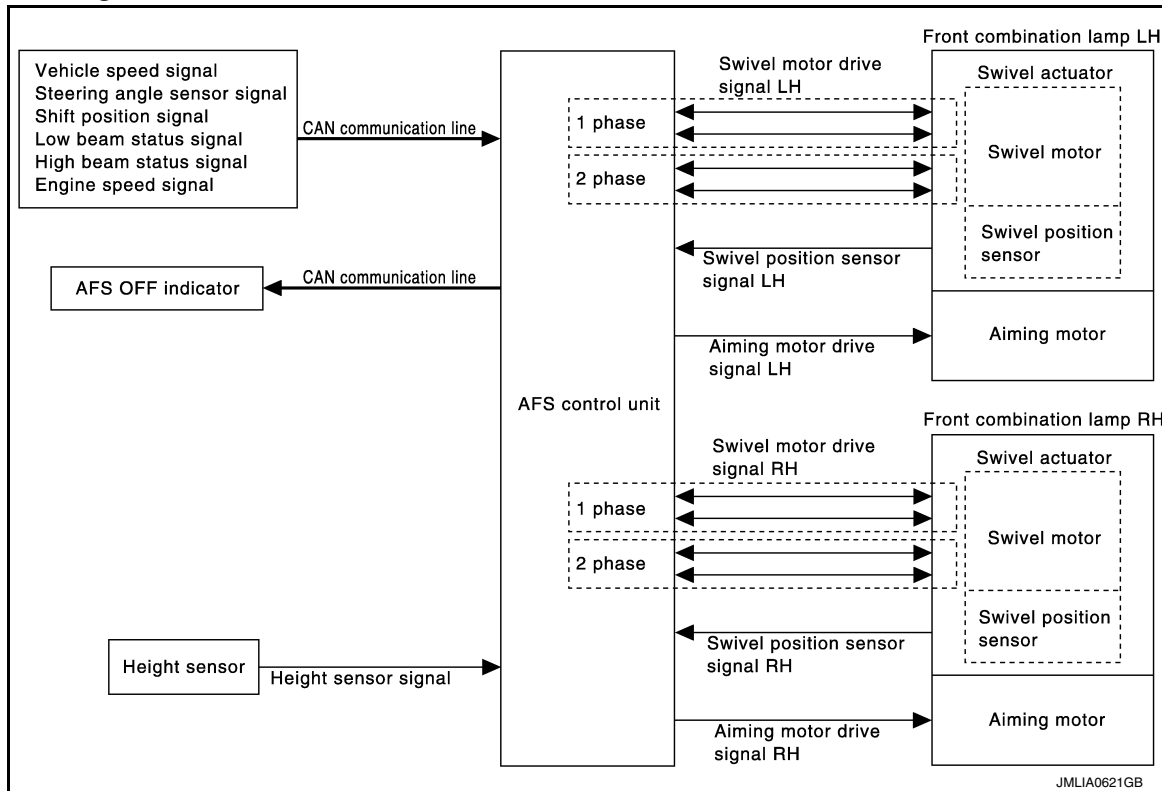 Vehicle speed signal
Steering angle sensor signal
Shift position signal
Low beam status signal
High beam status signal
Engine speed signal
CAN communication line
AFS OFF indicator
CAN communication line
Height sensor
Height sensor signal
AFS control unit
Front combination lamp LH
Swivel motor drive
signal LH
Swivel actuator
1 phase
Swivel motor
2 phase
Swivel position sensor
signal LH
Swivel position
sensor
Aiming motor drive
signal LH
Aiming motor
Front combination lamp RH
Swivel motor drive
signal RH
Swivel actuator
1 phase
Swivel motor
2 phase
Swivel position sensor
signal RH
Swivel position
sensor
Aiming motor drive
signal RH
Aiming motor
JMLIA0621GB